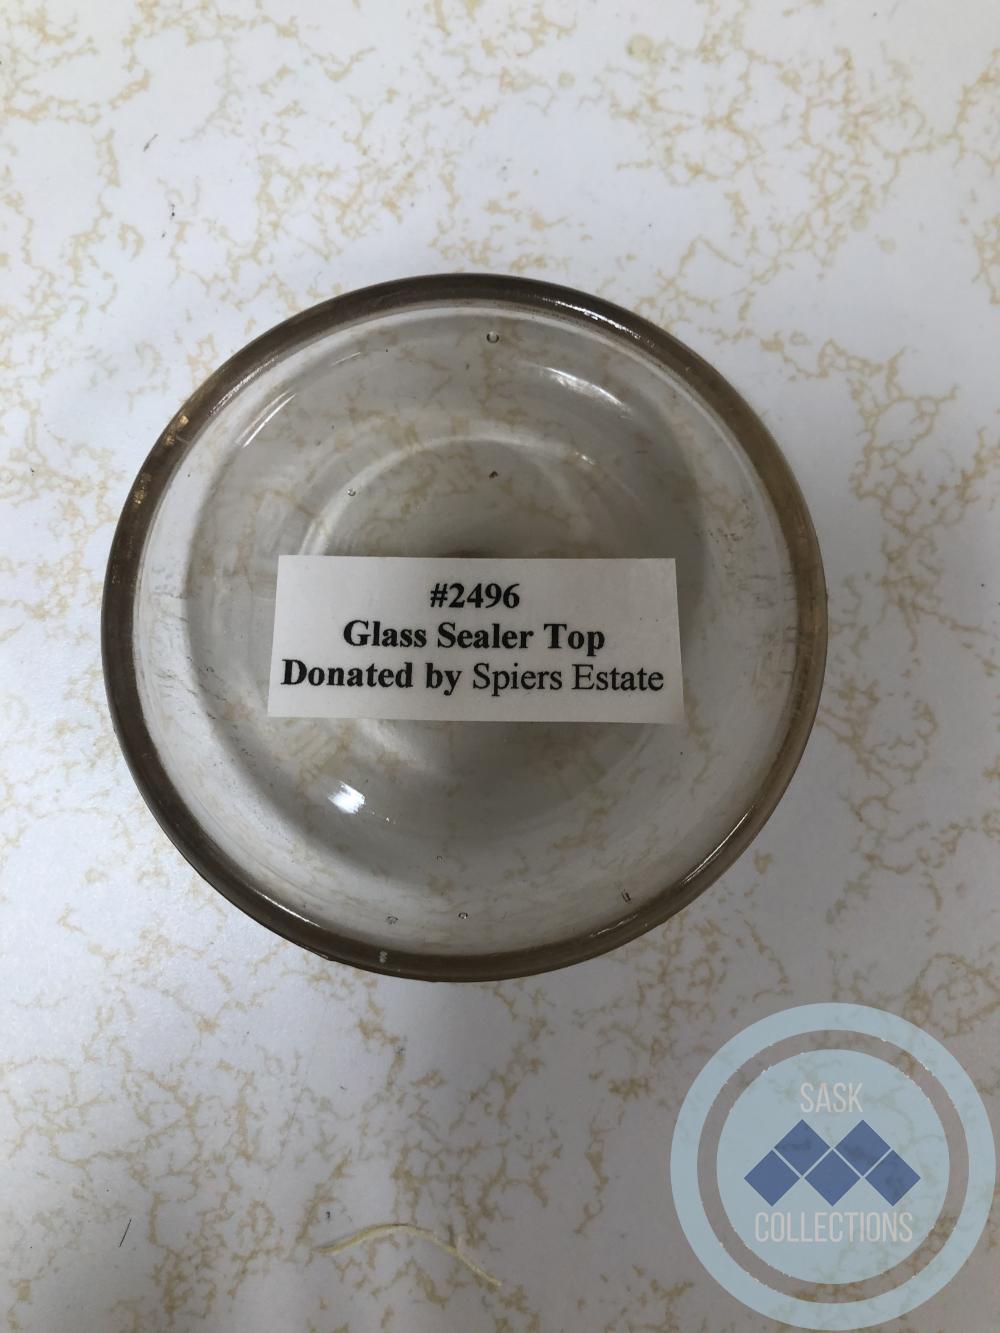 #2496
Glass Sealer Top
Donated by Spiers Estate
SASK
COLLECTIONS